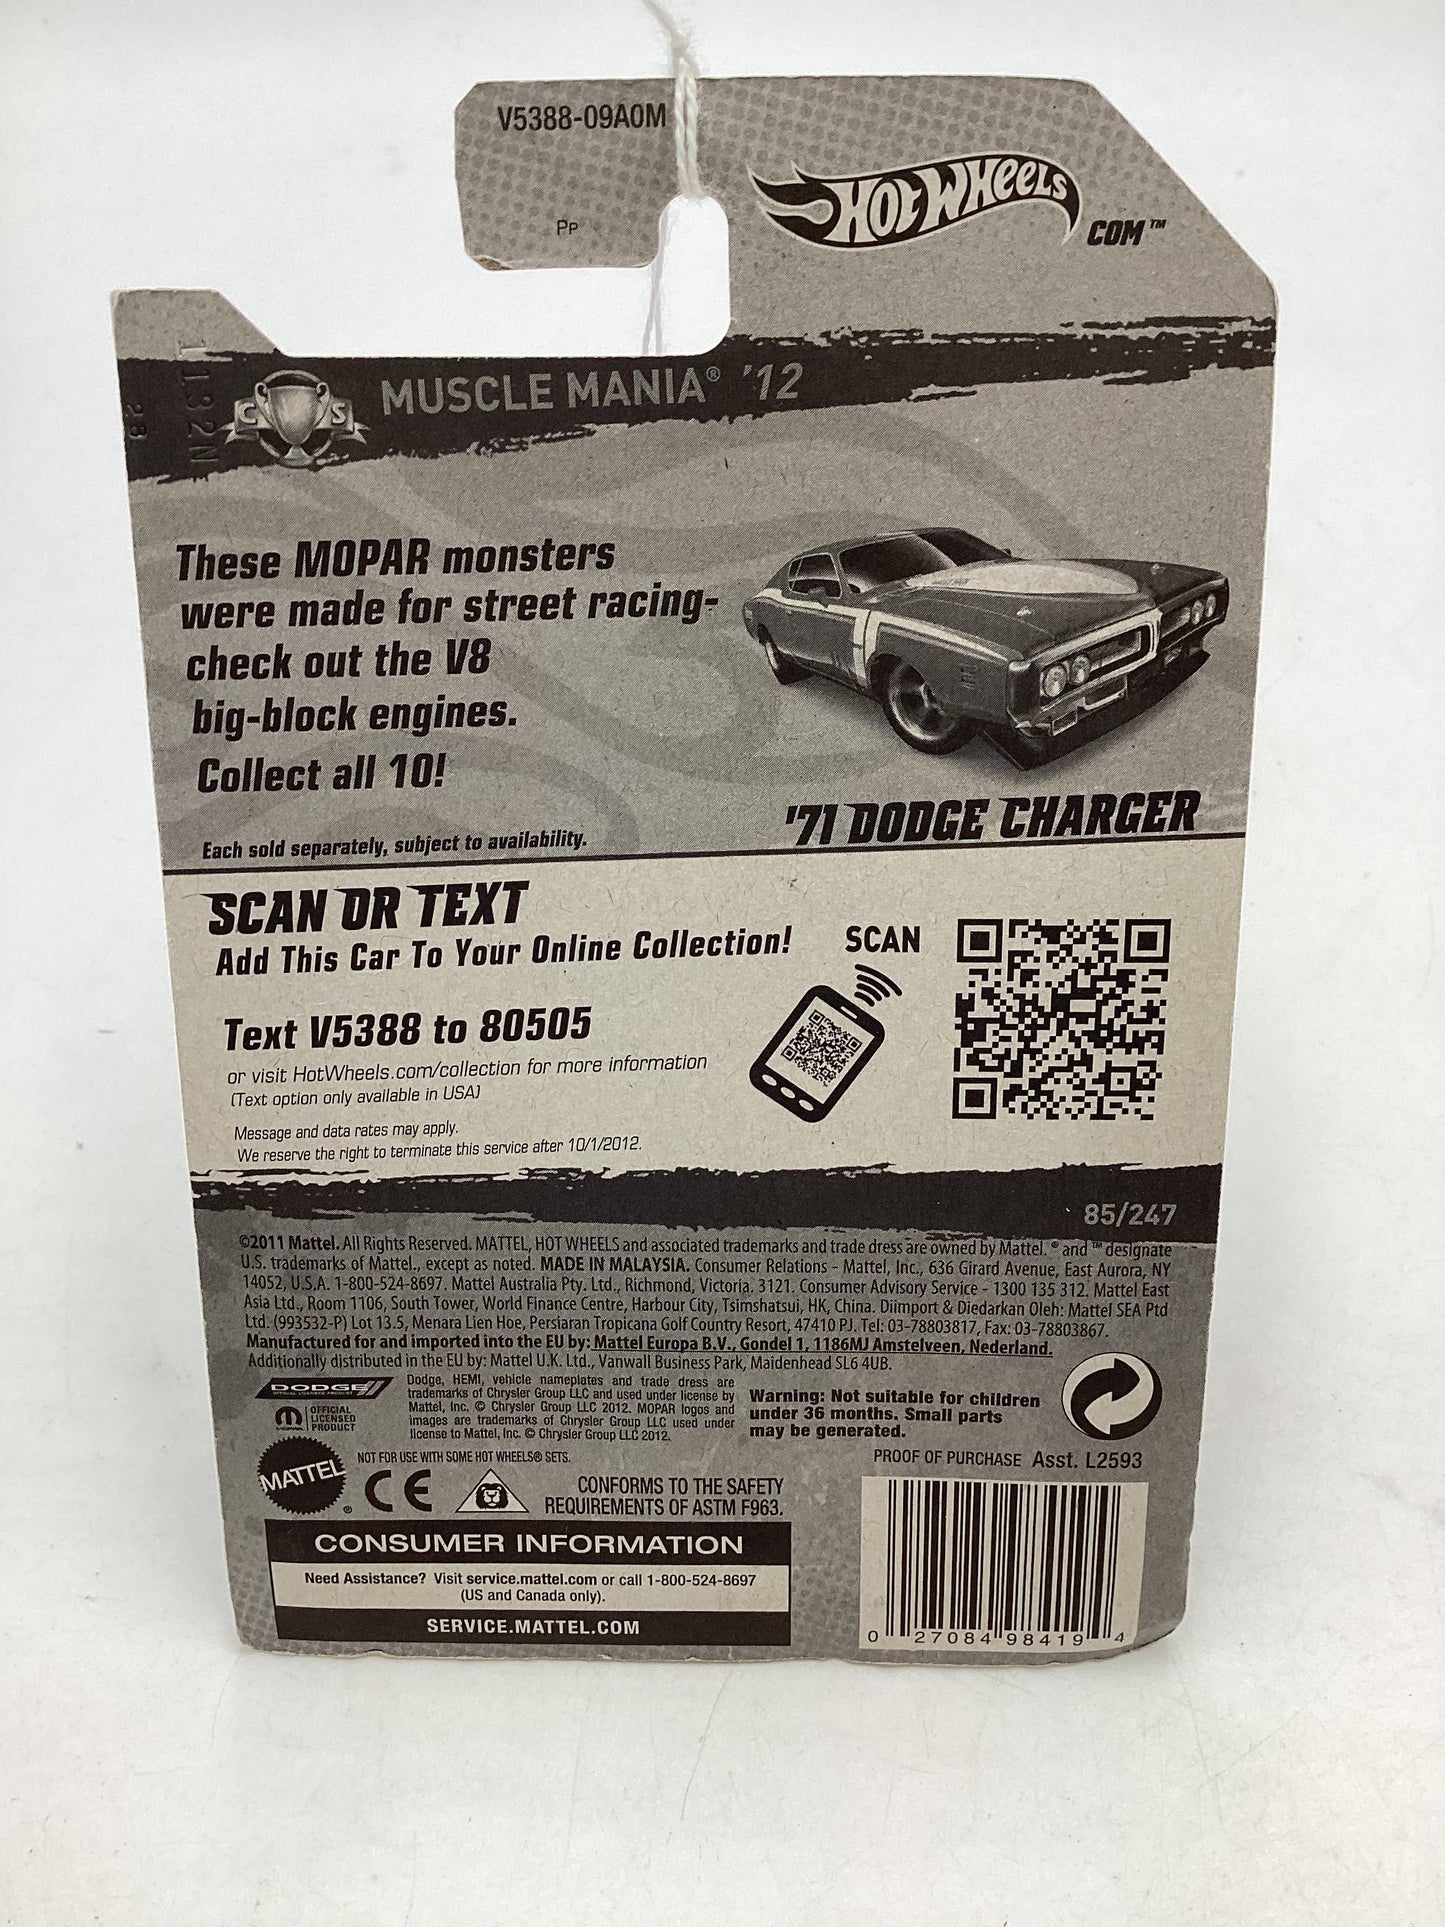 V5388-09A0M
Pp
Hot Wheels
COM™
1132N
28
C S
MUSCLE MANIA® '12
These MOPAR monsters
were made for street racing-
check out the V8
big-block engines.
Collect all 10!
Each sold separately, subject to availability.
'71 DODGE CHARGER
SCAN OR TEXT
Add This Car To Your Online Collection!
SCAN
Text V5388 to 80505
or visit HotWheels.com/collection for more information
(Text option only available in USA)
Message and data rates may apply.
We reserve the right to terminate this service after 10/1/2012.
85/247
©2011 Mattel. All Rights Reserved. MATTEL, HOT WHEELS and associated trademarks and trade dress are owned by Mattel. ® and ™ designate
U.S. trademarks of Mattel., except as noted. MADE IN MALAYSIA. Consumer Relations - Mattel, Inc., 636 Girard Avenue, East Aurora, NY
14052, U.S.A. 1-800-524-8697. Mattel Australia Pty. Ltd., Richmond, Victoria. 3121. Consumer Advisory Service - 1300 135 312. Mattel East
Asia Ltd., Room 1106, South Tower, World Finance Centre, Harbour City, Tsimshatsui, HK, China. Diimport & Diedarkan Oleh: Mattel SEA Ptd
Ltd. (993532-P) Lot 13.5, Menara Lien Hoe, Persiaran Tropicana Golf Country Resort, 47410 PJ. Tel: 03-78803817, Fax: 03-78803867.
Manufactured for and imported into the EU by: Mattel Europa B.V., Gondel 1, 1186MJ Amstelveen, Nederland.
Additionally distributed in the EU by: Mattel U.K. Ltd., Vanwall Business Park, Maidenhead SL6 4UB.
DODGE
OFFICIAL LICENSED PRODUCT
OFFICIAL
LICENSED
PRODUCT
Dodge, HEMI, vehicle nameplates and trade dress are
trademarks of Chrysler Group LLC and used under license by
Mattel, Inc. © Chrysler Group LLC 2012. MOPAR logos and
images are trademarks of Chrysler Group LLC used under
license to Mattel, Inc. © Chrysler Group LLC 2012.
Warning: Not suitable for children
under 36 months. Small parts
may be generated.
MATTEL®
NOT FOR USE WITH SOME HOT WHEELS® SETS.
CE
CONFORMS TO THE SAFETY
REQUIREMENTS OF ASTM F963.
PROOF OF PURCHASE Asst. L2593
CONSUMER INFORMATION
Need Assistance? Visit service.mattel.com or call 1-800-524-8697
(US and Canada only).
SERVICE.MATTEL.COM
0 27084 98419 4